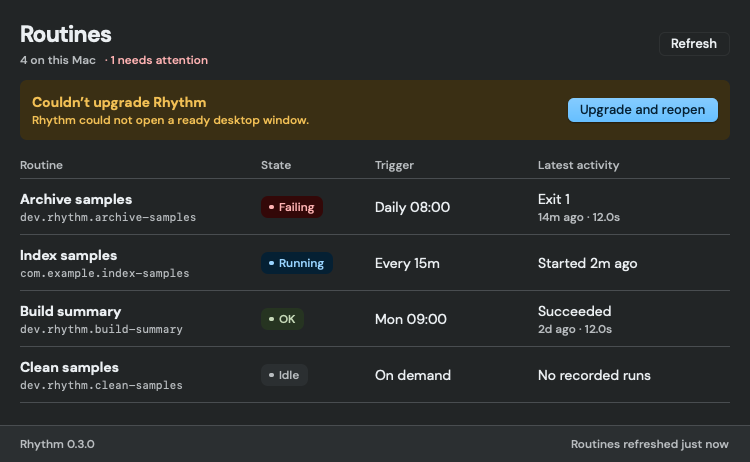 Routines
4 on this Mac · 1 needs attention
Refresh
Couldn’t upgrade Rhythm
Rhythm could not open a ready desktop window.
Upgrade and reopen
Routine State Trigger Latest activity
Archive samples
dev.rhythm.archive-samples
Failing
Daily 08:00
Exit 1
14m ago · 12.0s
Index samples
com.example.index-samples
Running
Every 15m
Started 2m ago
Build summary
dev.rhythm.build-summary
OK
Mon 09:00
Succeeded
2d ago · 12.0s
Clean samples
dev.rhythm.clean-samples
Idle
On demand
No recorded runs
Rhythm 0.3.0
Routines refreshed just now